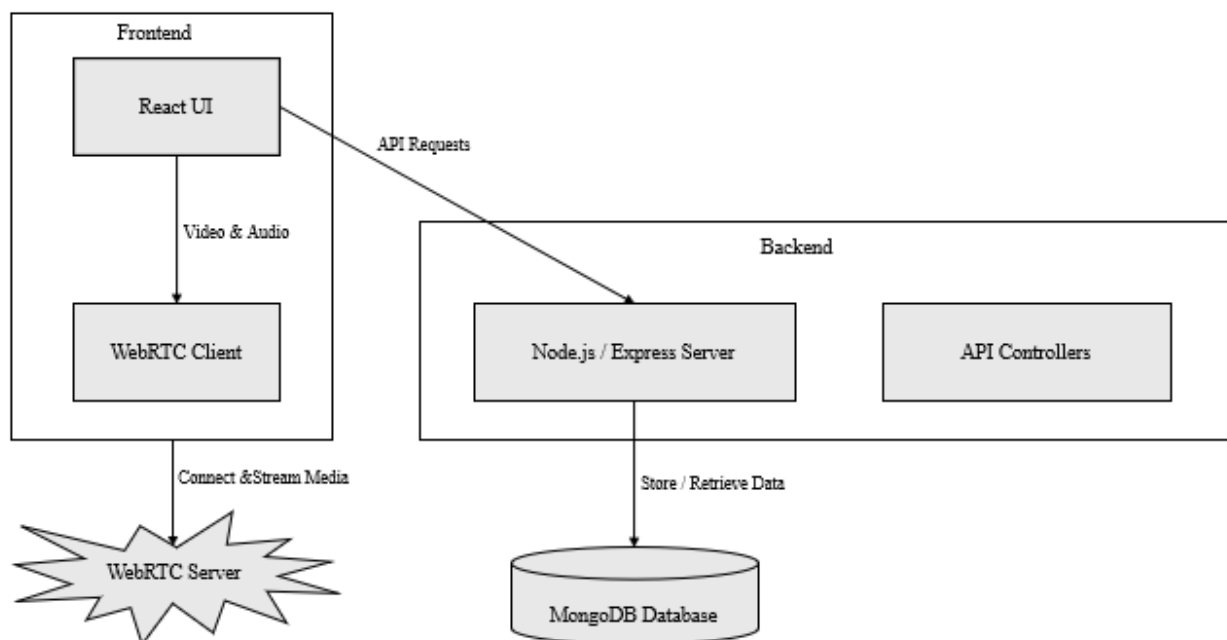 Frontend
React UI
API Requests
Video & Audio
Backend
WebRTC Client
Node.js / Express Server
API Controllers
Connect &Stream Media
Store / Retrieve Data
WebRTC Server
MongoDB Database